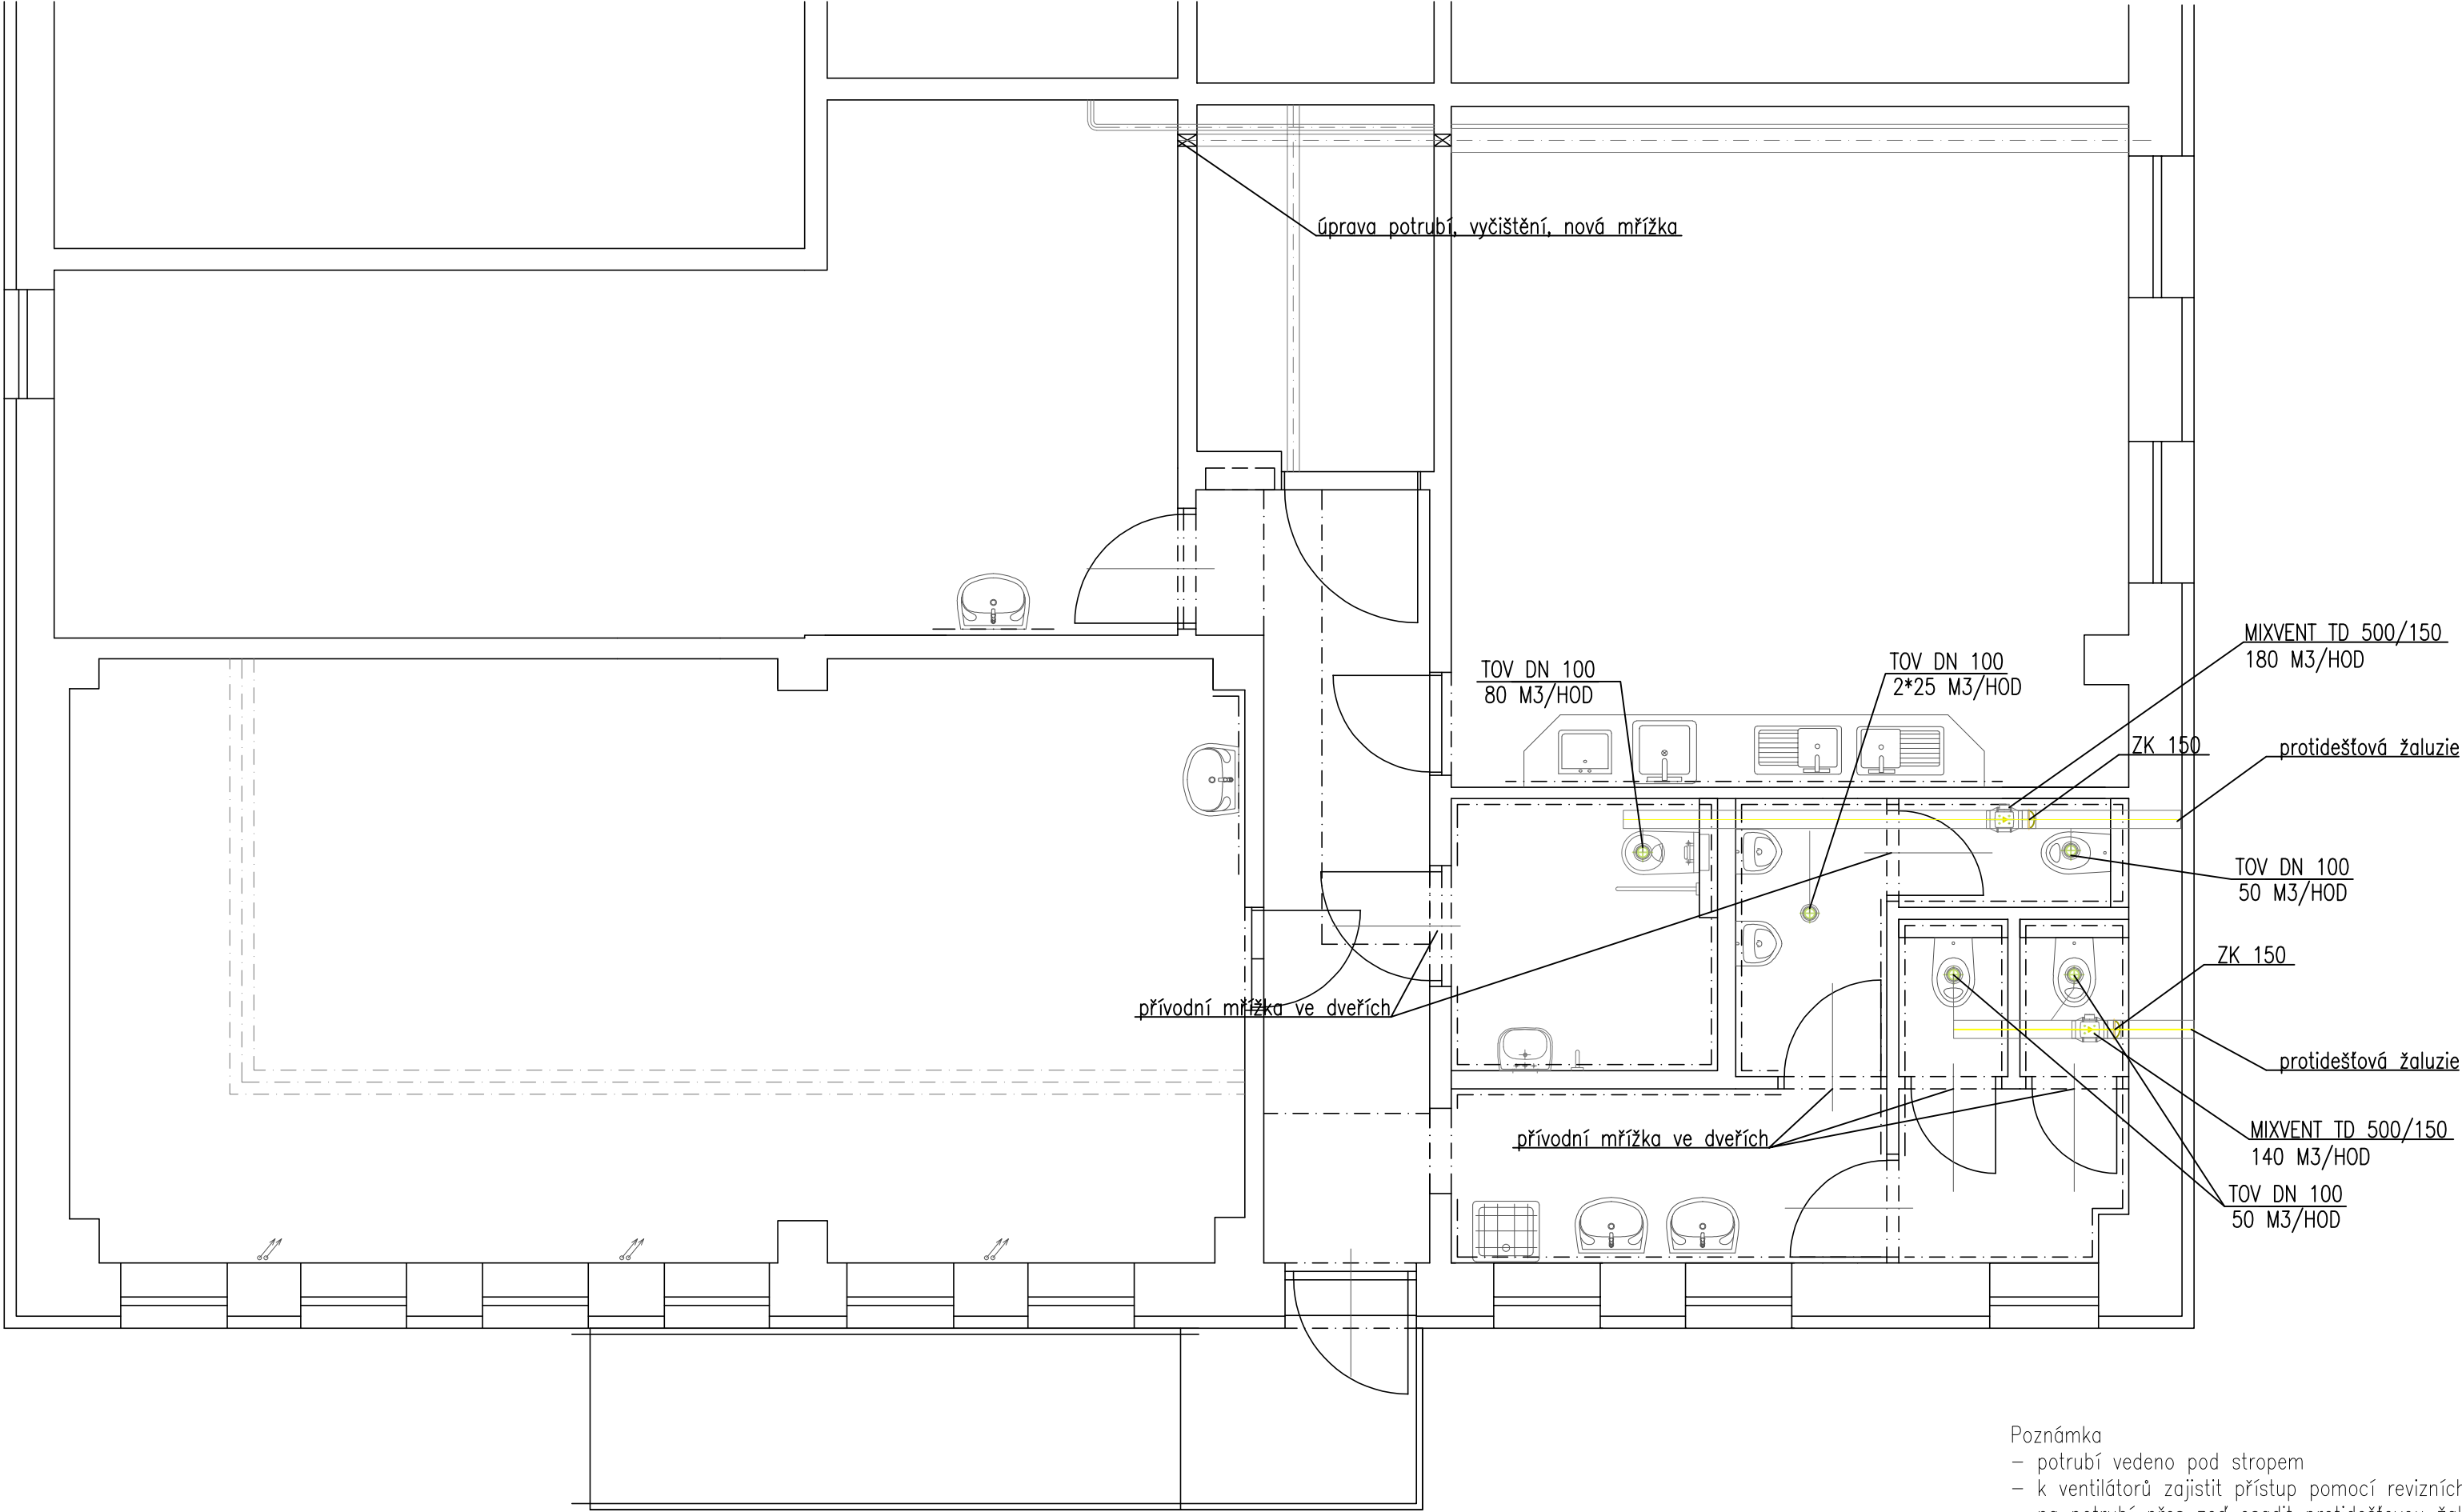 úprava potrubí, vyčištění, nová mřížka
MIXVENT TD 500/150
180 M3/HOD
TOV DN 100
80 M3/HOD
TOV DN 100
2*25 M3/HOD
ZK 150
protidešťová žaluzie
TOV DN 100
50 M3/HOD
ZK 150
přívodní mřížka ve dveřích
protidešťová žaluzie
přívodní mřížka ve dveřích
MIXVENT TD 500/150
140 M3/HOD
TOV DN 100
50 M3/HOD
Poznámka
- potrubí vedeno pod stropem
- k ventilátorů zajistit přístup pomocí revizních